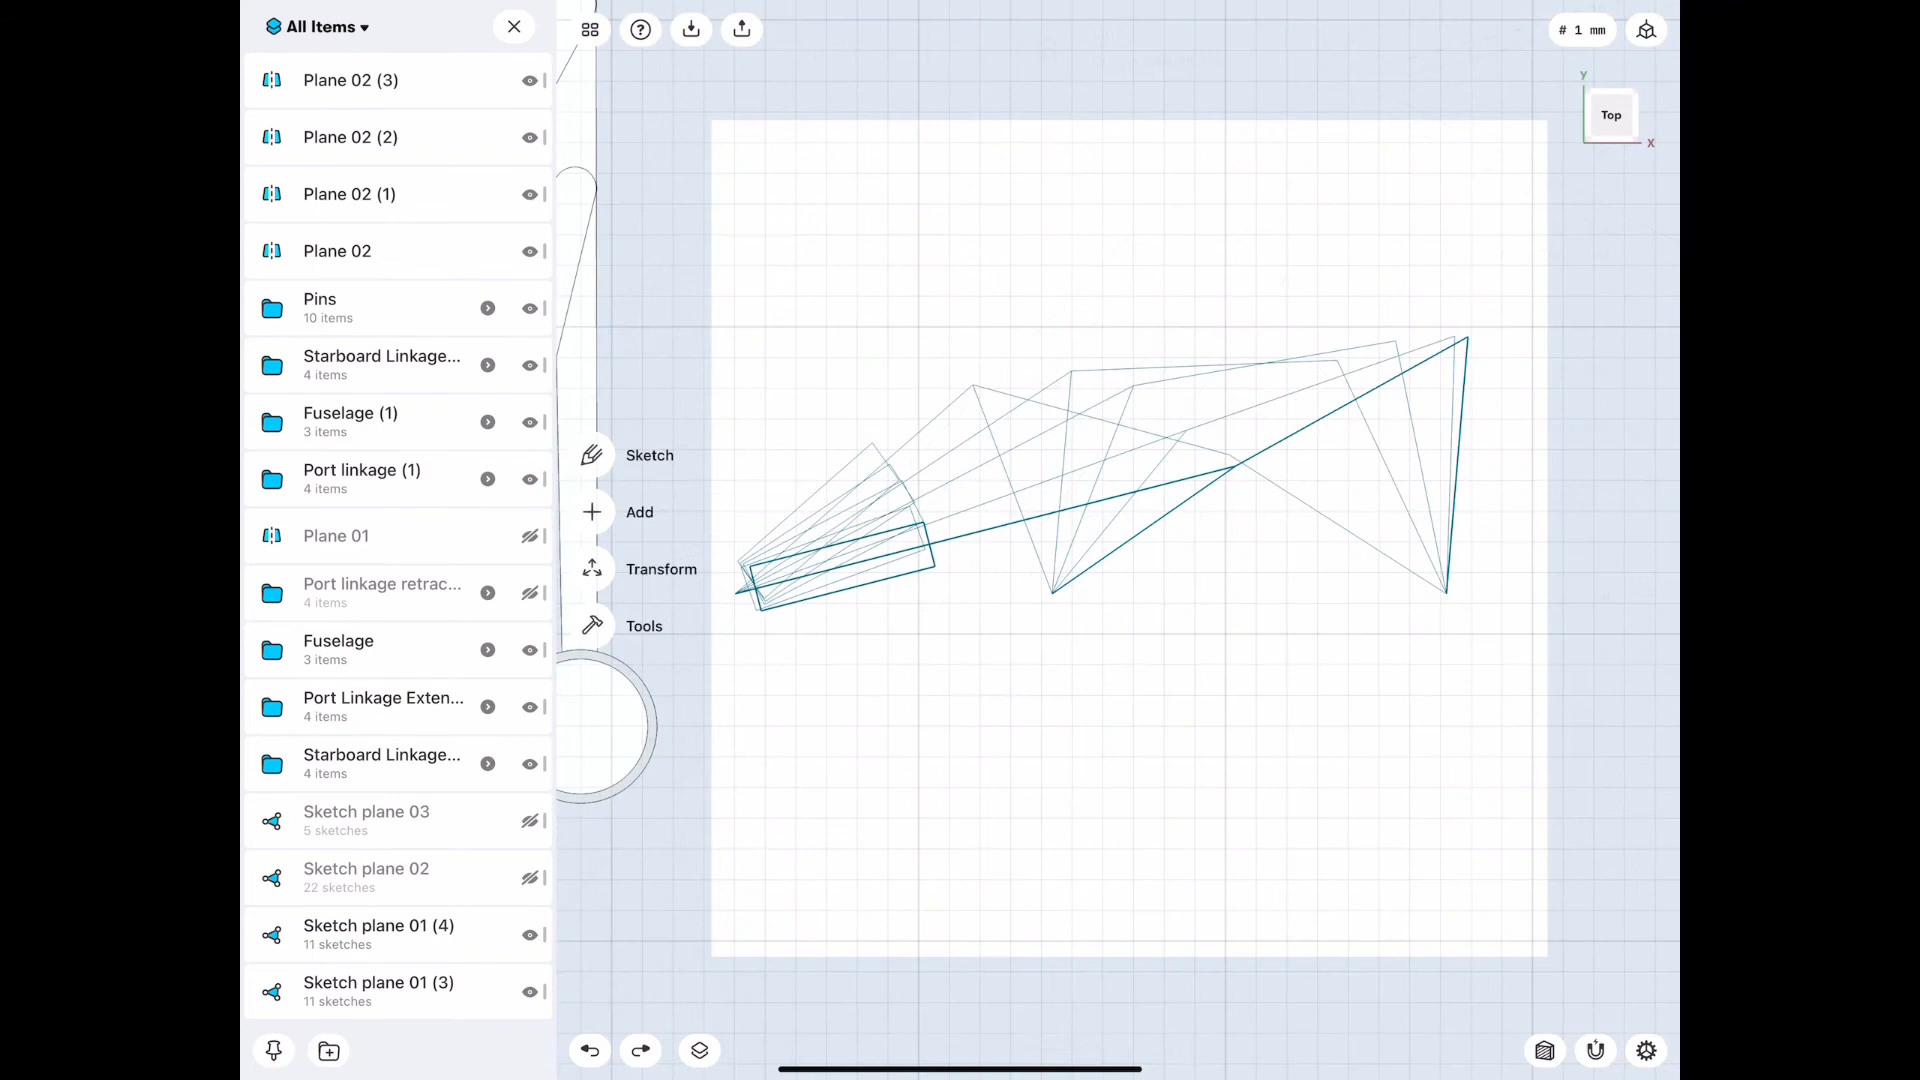 All Items
# 1 mm
y
Top
x
Plane 02 (3)
Plane 02 (2)
Plane 02 (1)
Plane 02
Pins
10 items
Starboard Linkage...
4 items
Fuselage (1)
3 items
Port linkage (1)
4 items
Plane 01
Port linkage retrac...
4 items
Fuselage
3 items
Port Linkage Exten...
4 items
Starboard Linkage...
4 items
Sketch plane 03
5 sketches
Sketch plane 02
22 sketches
Sketch plane 01 (4)
11 sketches
Sketch plane 01 (3)
11 sketches
Sketch
Add
Transform
Tools